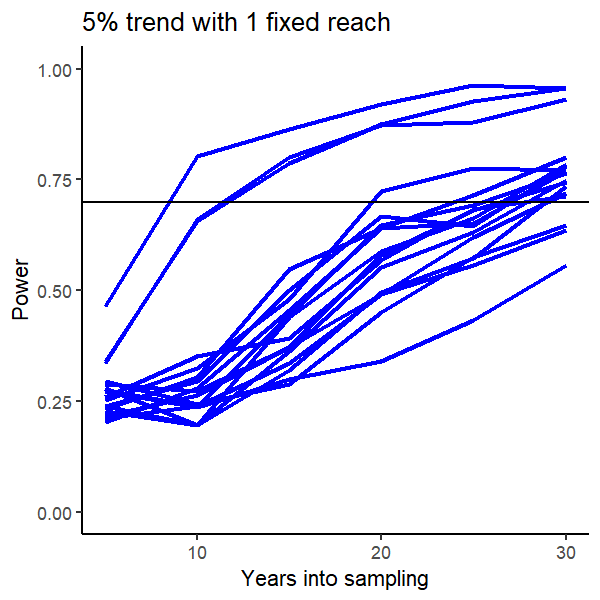 5% trend with 1 fixed reach
1.00
0.75
0.50
0.25
0.00
Power
10 20 30
Years into sampling